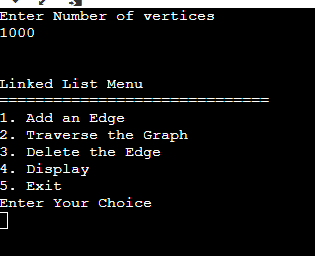 Enter Number of vertices
1000
Linked List Menu
==============================
1. Add an Edge
2. Traverse the Graph
3. Delete the Edge
4. Display
5. Exit
Enter Your Choice